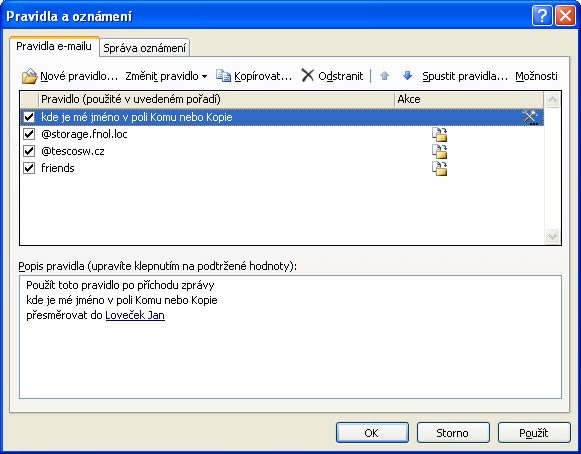 Pravidla a oznámení
Pravidla e-mailu Správa oznámení
Nové pravidlo... Změnit pravidlo Kopírovat... Odstranit Spustit pravidla... Možnosti
Pravidlo (použité v uvedeném pořadí) Akce
kde je mé jméno v poli Komu nebo Kopie
@storage.fnol.loc
@tescosw.cz
friends
Popis pravidla (upravíte klepnutím na podtržené hodnoty):
Použít toto pravidlo po příchodu zprávy
kde je mé jméno v poli Komu nebo Kopie
přesměrovat do Loveček Jan
OK Storno Použít